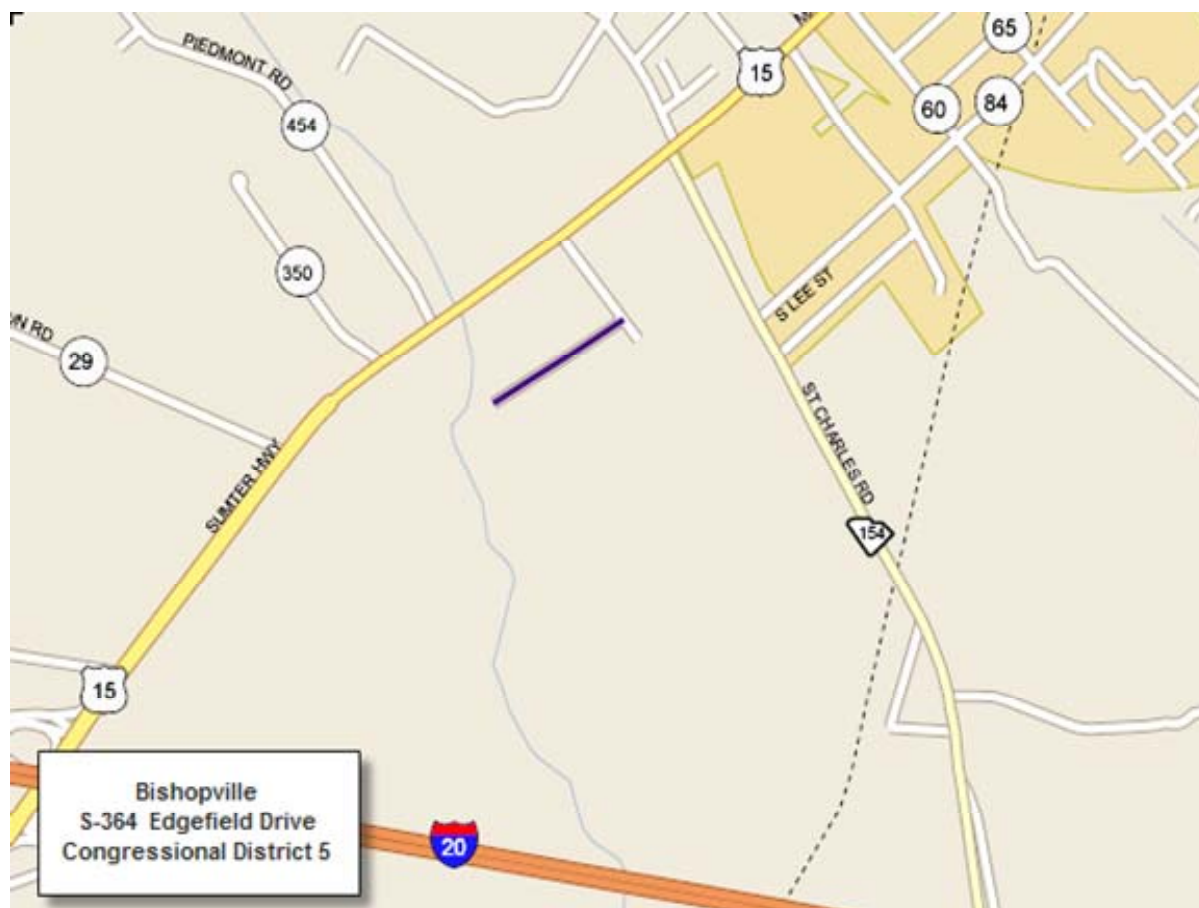 65
M
15
PIEDMONT RD
60
84
454
350
S LEE ST
WN RD
29
ST CHARLES RD
SUMTER HWY
154
15
Bishopville
S-364 Edgefield Drive
Congressional District 5
20